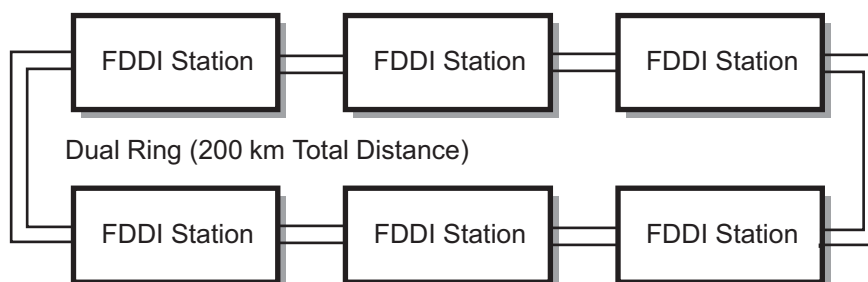 FDDI Station FDDI Station FDDI Station
Dual Ring (200 km Total Distance)
FDDI Station FDDI Station FDDI Station